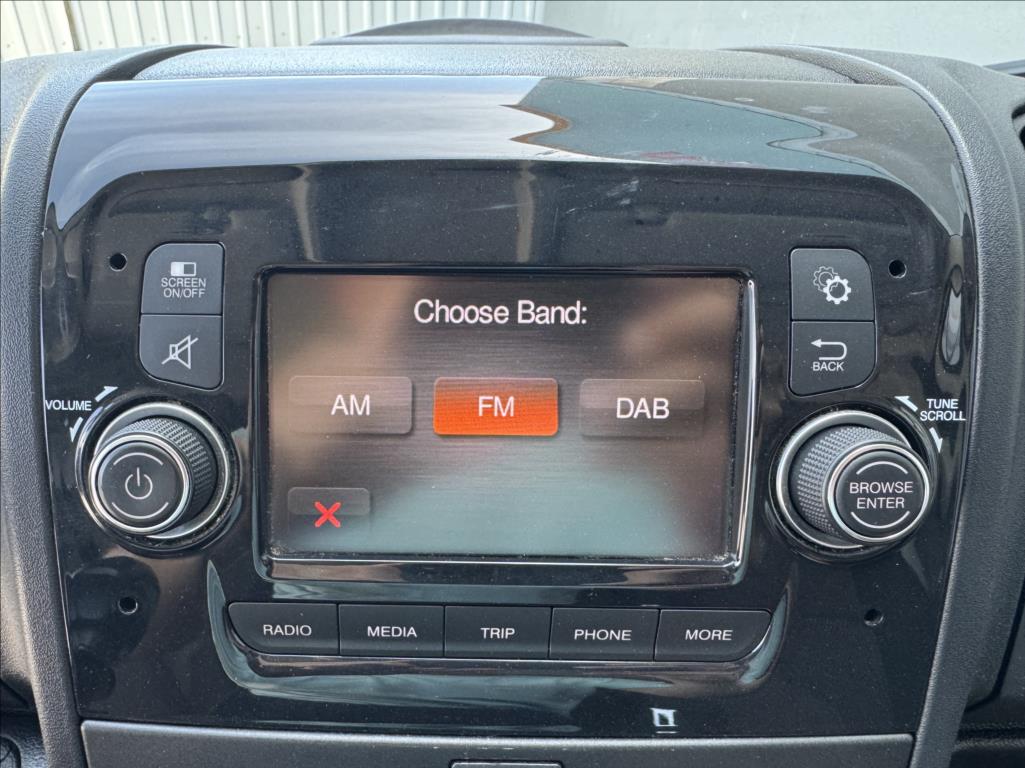 SCREEN
ON/OFF
Choose Band:
BACK
VOLUME
AM
FM
DAB
TUNE
SCROLL
BROWSE
ENTER
RADIO
MEDIA
TRIP
PHONE
MORE